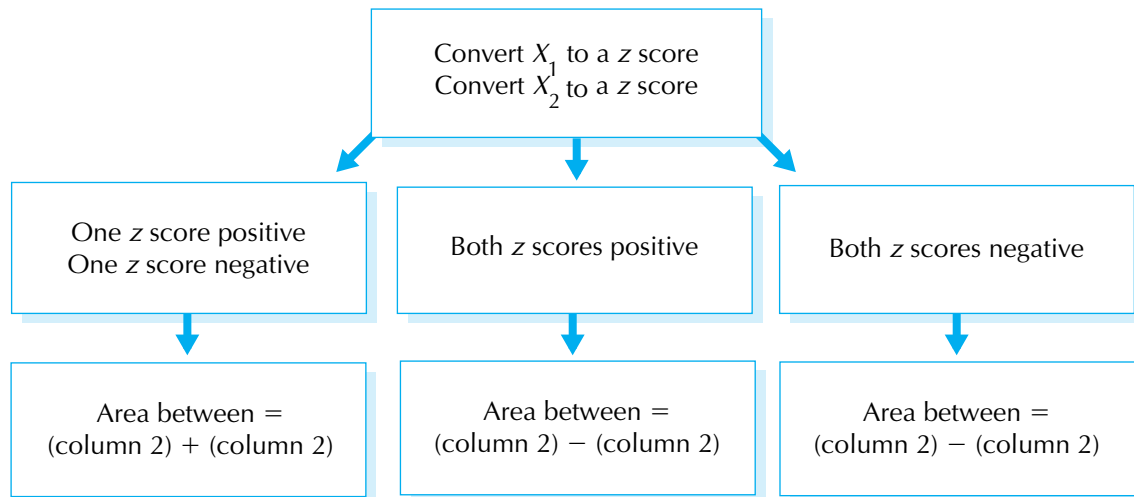 Convert X₁ to a z score
Convert X₂ to a z score
One z score positive
One z score negative
Both z scores positive
Both z scores negative
Area between =
(column 2) + (column 2)
Area between =
(column 2) − (column 2)
Area between =
(column 2) − (column 2)